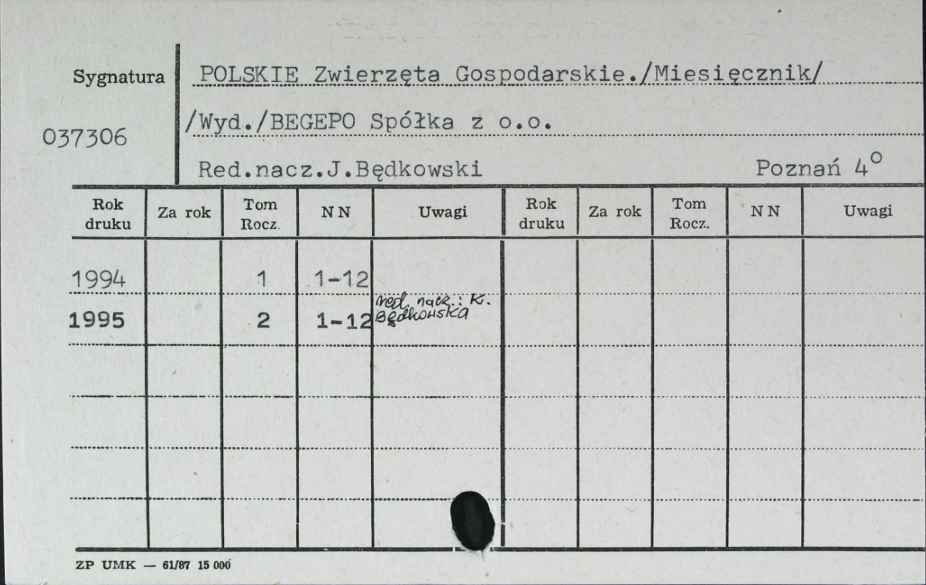 Sygnatura POLSKIE Zwierzęta Gospodarskie./Miesięcznik/
/Wyd./BEGEPO Spółka z o.o.
037306
Red.nacz.J.Będkowski Poznań 4°
Rok druku Za rok Tom Rocz. NN Uwagi Rok druku Za rok Tom Rocz. NN Uwagi
1994 1 1-12
1995 2 1-12 red. nacz.: K. Będkowska
ZP UMK — 61/87 15 000